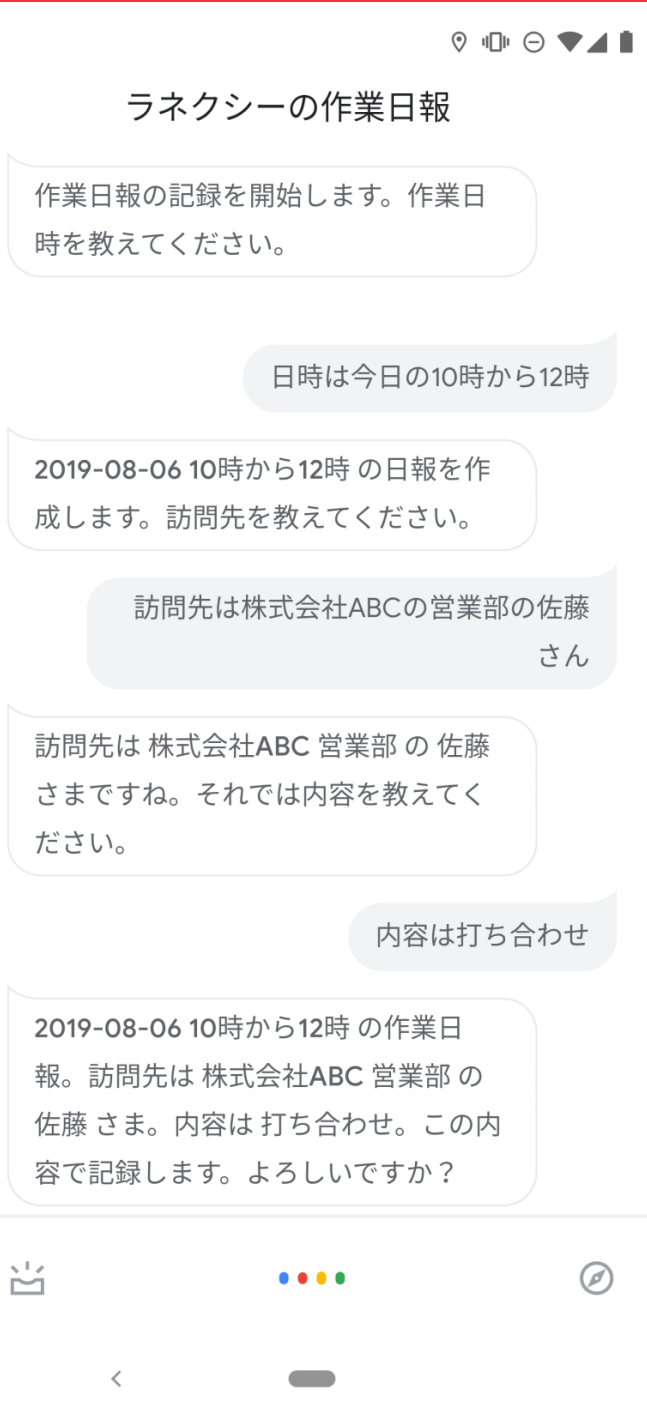 ラネクシーの作業日報
作業日報の記録を開始します。作業日
時を教えてください。
日時は今日の10時から12時
2019-08-06 10時から12時 の日報を作
成します。訪問先を教えてください。
訪問先は株式会社ABCの営業部の佐藤
さん
訪問先は 株式会社ABC 営業部 の 佐藤
さまですね。それでは内容を教えてく
ださい。
内容は打ち合わせ
2019-08-06 10時から12時 の作業日
報。訪問先は 株式会社ABC 営業部 の
佐藤 さま。内容は 打ち合わせ。この内
容で記録します。よろしいですか？